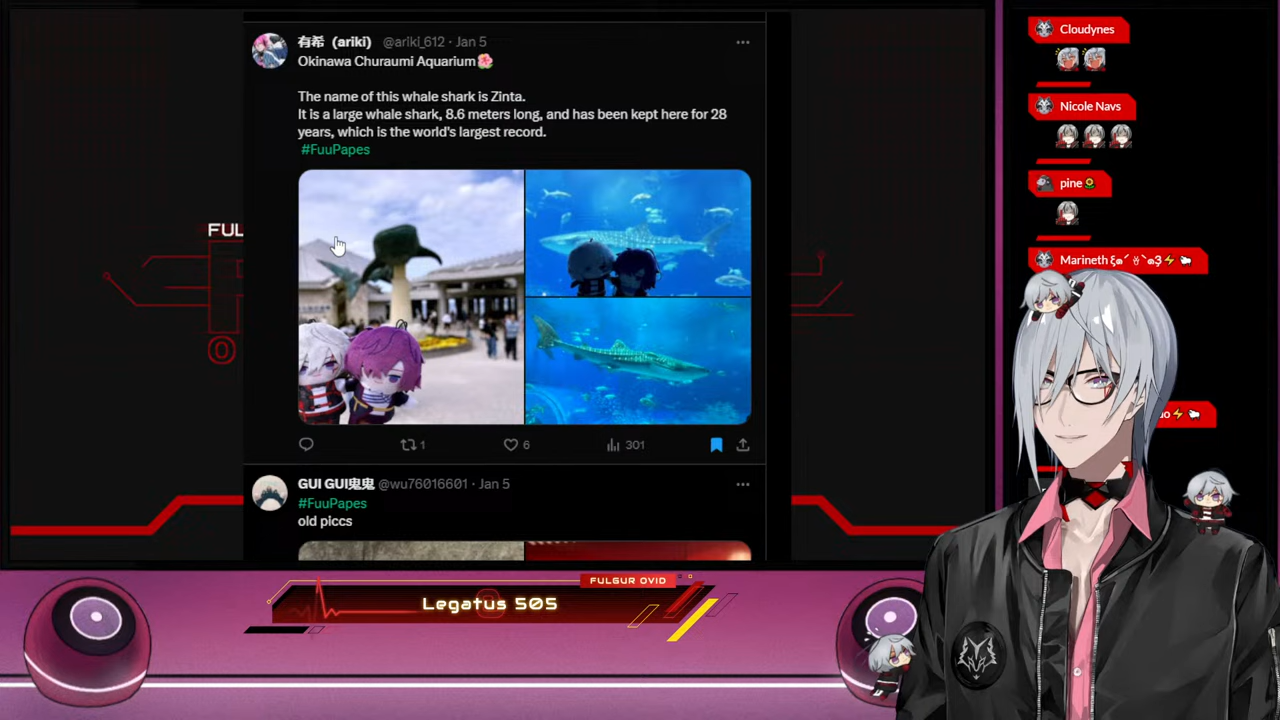 有希 (ariki) @ariki_612 · Jan 5
Okinawa Churaumi Aquarium🌺
The name of this whale shark is Zinta.
It is a large whale shark, 8.6 meters long, and has been kept here for 28
years, which is the world's largest record.
#FuuPapes
1
6
301
GUI GUI鬼鬼 @wu76016601 · Jan 5
#FuuPapes
old piccs
FUL
FULGUR OVID
Legatus 505
Cloudynes
Nicole Navs
pine🌻
Marineth